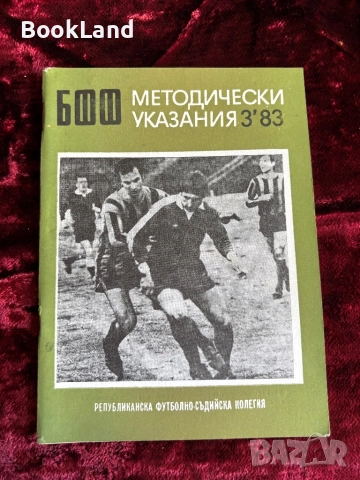 BookLand
БФФ
МЕТОДИЧЕСКИ
УКАЗАНИЯ 3'83
РЕПУБЛИКАНСКА ФУТБОЛНО-СЪДИЙСКА КОЛЕГИЯ
BAZAR